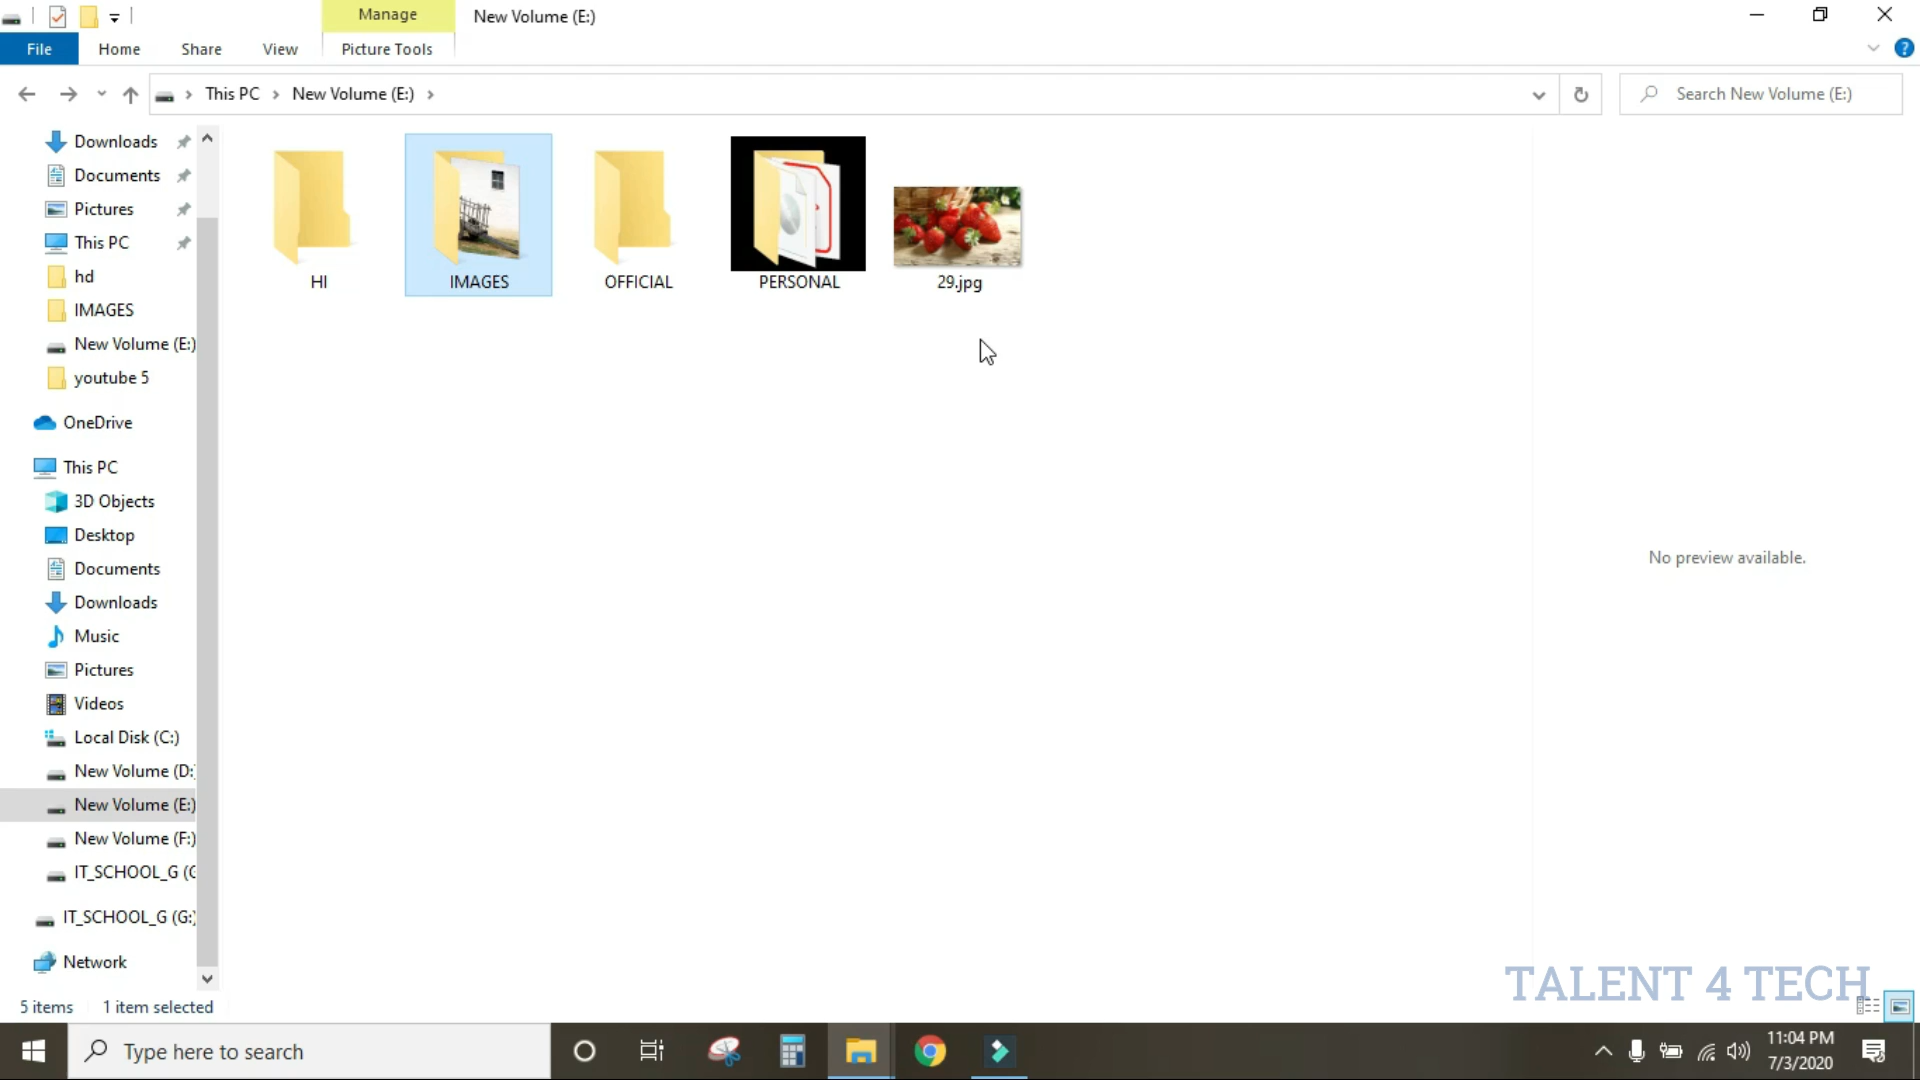 Manage
New Volume (E:)
File
Home
Share
View
Picture Tools
This PC
New Volume (E:)
Search New Volume (E:)
Downloads
Documents
Pictures
This PC
hd
IMAGES
New Volume (E:)
youtube 5
OneDrive
This PC
3D Objects
Desktop
Documents
Downloads
Music
Pictures
Videos
Local Disk (C:)
New Volume (D:
New Volume (E:)
New Volume (F:)
IT_SCHOOL_G (G
IT_SCHOOL_G (G:)
Network
HI
IMAGES
OFFICIAL
PERSONAL
29.jpg
No preview available.
TALENT 4 TECH
5 items
1 item selected
Type here to search
11:04 PM
7/3/2020